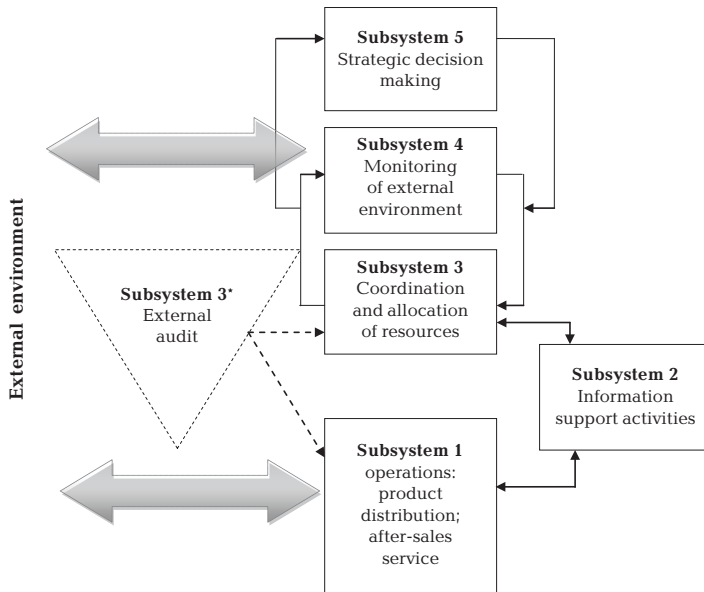 External environment
Subsystem 5
Strategic decision
making
Subsystem 4
Monitoring
of external
environment
Subsystem 3*
External
audit
Subsystem 3
Coordination
and allocation
of resources
Subsystem 2
Information
support activities
Subsystem 1
operations:
product
distribution;
after-sales
service